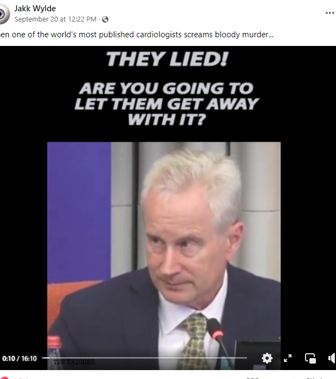 Jakk Wylde
September 20 at 12:22 PM ·
en one of the world's most published cardiologists screams bloody murder...
THEY LIED!
ARE YOU GOING TO
LET THEM GET AWAY
WITH IT?
0:10 / 16:10